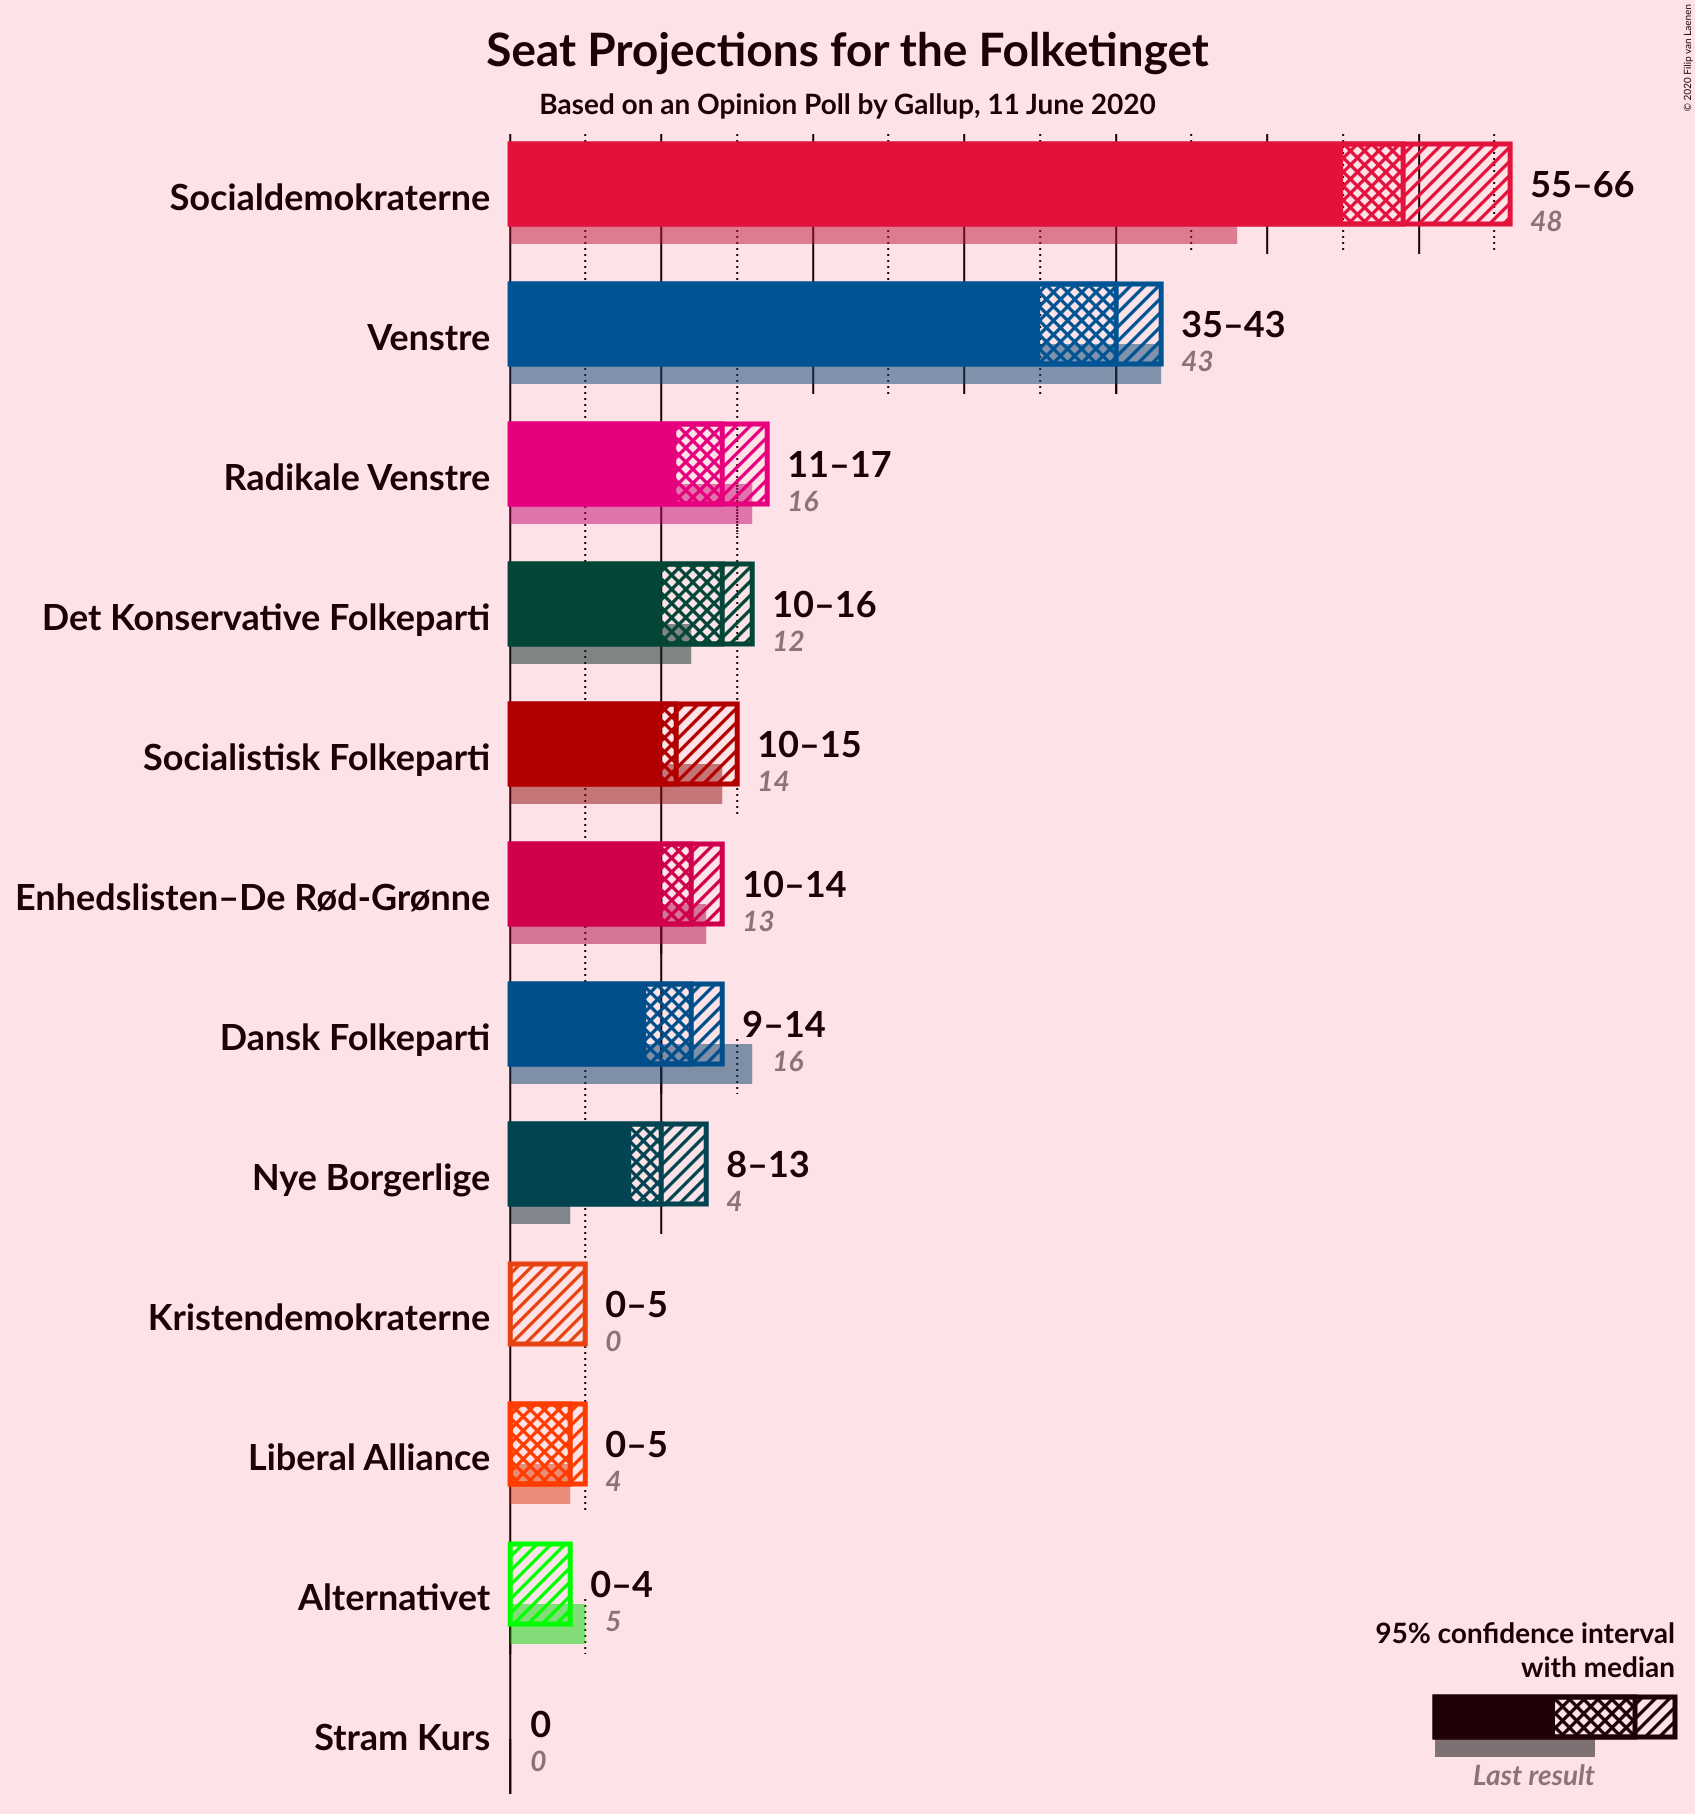 Seat Projections for the Folketinget
Based on an Opinion Poll by Gallup, 11 June 2020
© 2020 Filip van Laenen
Socialdemokraterne
55–66
48
Venstre
35–43
43
Radikale Venstre
11–17
16
Det Konservative Folkeparti
10–16
12
Socialistisk Folkeparti
10–15
14
Enhedslisten–De Rød-Grønne
10–14
13
Dansk Folkeparti
9–14
16
Nye Borgerlige
8–13
4
Kristendemokraterne
0–5
0
Liberal Alliance
0–5
4
Alternativet
0–4
5
Stram Kurs
0
0
95% confidence interval
with median
Last result